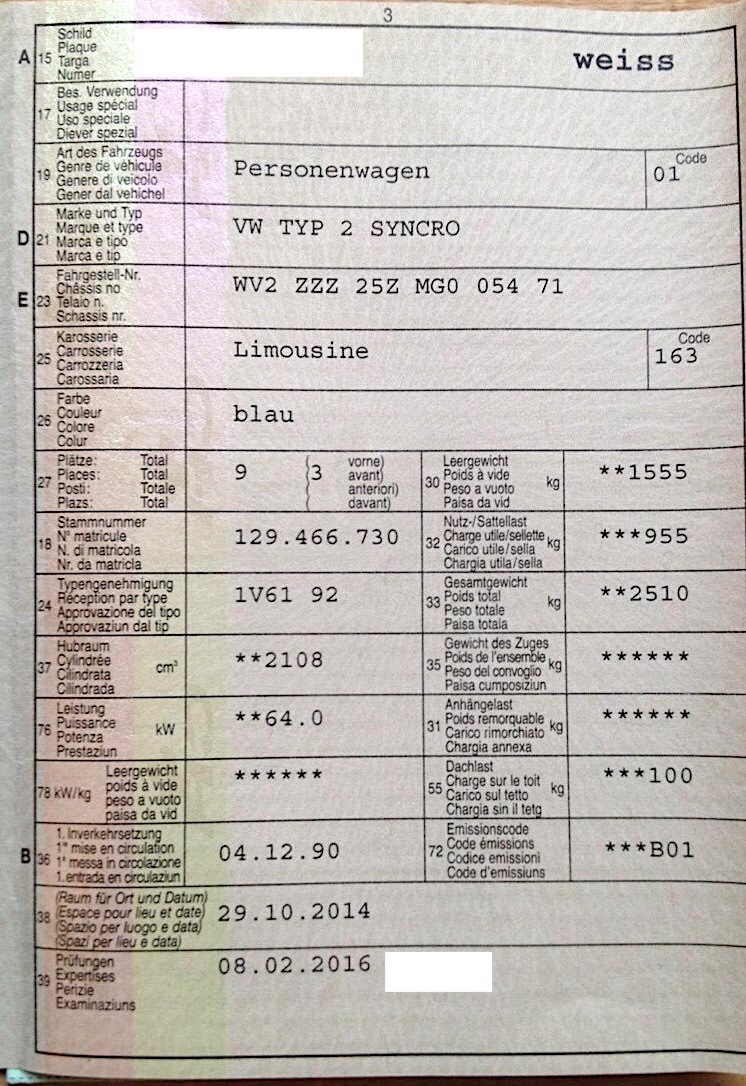 3
A 15 Schild
Plaque
Targa
Numer
weiss
17 Bes. Verwendung
Usage spécial
Uso speciale
Diever spezial
19 Art des Fahrzeugs
Genre de véhicule
Genere di veicolo
Gener dal vehichel
Personenwagen
Code
01
D 21 Marke und Typ
Marque et type
Marca e tipo
Marca e tip
VW TYP 2 SYNCRO
E 23 Fahrgestell-Nr.
Châssis no
Telaio n.
Schassis nr.
WV2 ZZZ 25Z MG0 054 71
25 Karosserie
Carrosserie
Carrozzeria
Carossaria
Limousine
Code
163
26 Farbe
Couleur
Colore
Colur
blau
27 Plätze: Total
Places: Total
Posti: Totale
Plazs: Total
9 (3 vorne)
( avant)
( anteriori)
( davant)
30 Leergewicht
Poids à vide
Peso a vuoto
Paisa da vid
kg
**1555
18 Stammnummer
N° matricule
N. di matricola
Nr. da matricla
129.466.730
32 Nutz-/Sattellast
Charge utile/sellette
Carico utile/sella
Chargia utila/sella
kg
***955
24 Typengenehmigung
Réception par type
Approvazione del tipo
Approvaziun dal tip
1V61 92
33 Gesamtgewicht
Poids total
Peso totale
Paisa totala
kg
**2510
37 Hubraum
Cylindrée
Cilindrata
Cilindrada
cm³
**2108
35 Gewicht des Zuges
Poids de l'ensemble
Peso del convoglio
Paisa cumposiziun
kg
******
76 Leistung
Puissance
Potenza
Prestaziun
kW
**64.0
31 Anhängelast
Poids remorquable
Carico rimorchiato
Chargia annexa
kg
******
78 kW/kg Leergewicht
poids à vide
peso a vuoto
paisa da vid
******
55 Dachlast
Charge sur le toit
Carico sul tetto
Chargia sin il tetg
kg
***100
B 36 1. Inverkehrsetzung
1re mise en circulation
1a messa in circolazione
1. entrada en circulaziun
04.12.90
72 Emissionscode
Code émissions
Codice emissioni
Code d'emissiuns
***B01
38 (Raum für Ort und Datum)
(Espace pour lieu et date)
(Spazio per luogo e data)
(Spazi per lieu e data)
29.10.2014
39 Prüfungen
Expertises
Perizie
Examinaziuns
08.02.2016